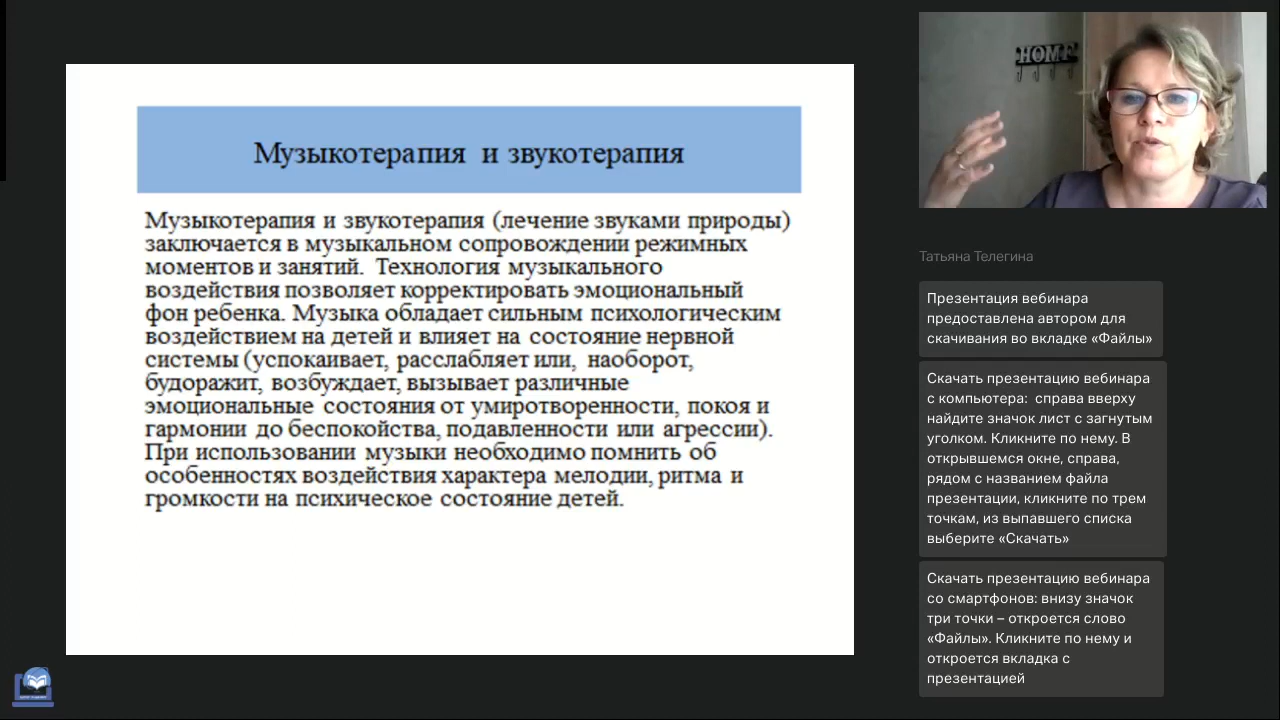 Музыкотерапия и звукотерапия
Музыкотерапия и звукотерапия (лечение звуками природы)
заключается в музыкальном сопровождении режимных
моментов и занятий. Технология музыкального
воздействия позволяет корректировать эмоциональный
фон ребенка. Музыка обладает сильным психологическим
воздействием на детей и влияет на состояние нервной
системы (успокаивает, расслабляет или, наоборот,
будоражит, возбуждает, вызывает различные
эмоциональные состояния от умиротворенности, покоя и
гармонии до беспокойства, подавленности или агрессии).
При использовании музыки необходимо помнить об
особенностях воздействия характера мелодии, ритма и
громкости на психическое состояние детей.
HOME
Татьяна Телегина
Презентация вебинара
предоставлена автором для
скачивания во вкладке «Файлы»
Скачать презентацию вебинара
с компьютера: справа вверху
найдите значок лист с загнутым
уголком. Кликните по нему. В
открывшемся окне, справа,
рядом с названием файла
презентации, кликните по трем
точкам, из выпавшего списка
выберите «Скачать»
Скачать презентацию вебинара
со смартфонов: внизу значок
три точки – откроется слово
«Файлы». Кликните по нему и
откроется вкладка с
презентацией